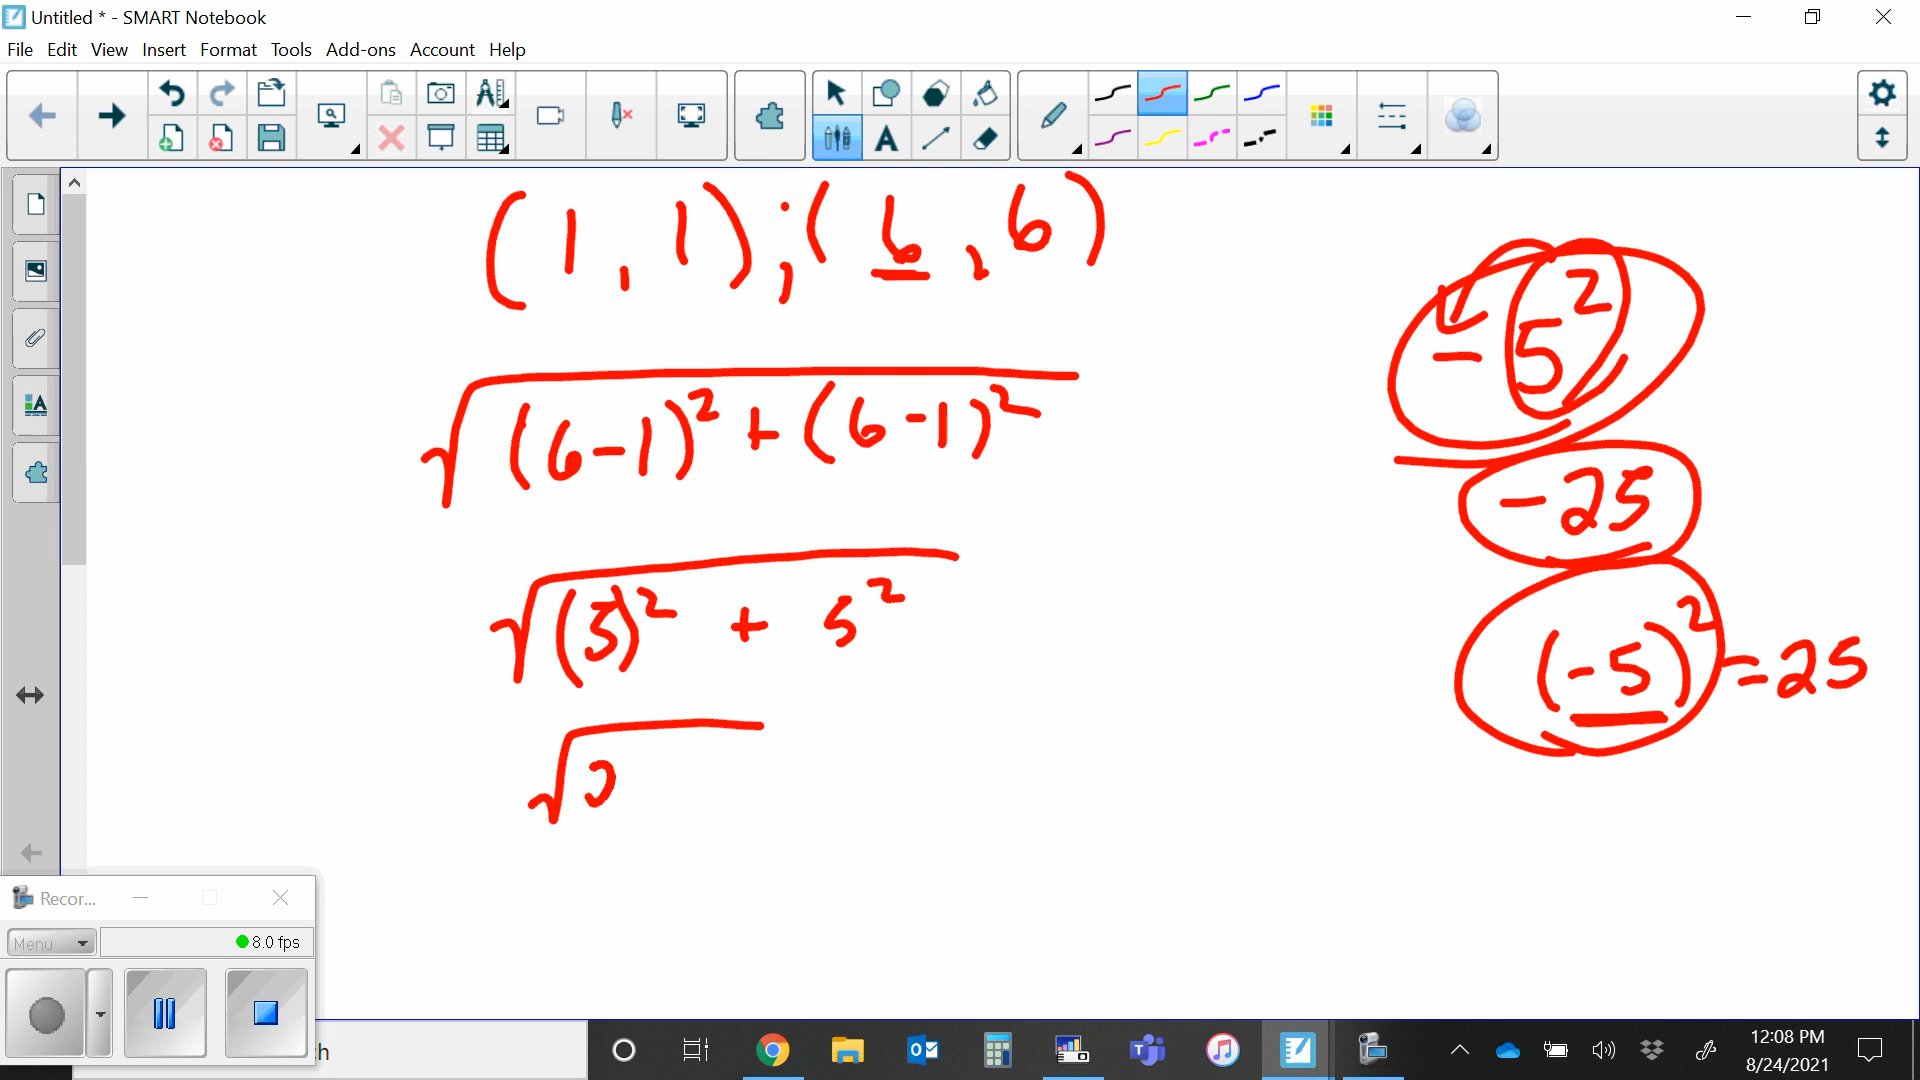 Untitled * - SMART Notebook
File Edit View Insert Format Tools Add-ons Account Help
(1, 1); (6, 6)
√(6-1)² + (6-1)²
√(5)² + 5²
√2
-5²
-25
(-5)² = 25
Recor...
Menu
8.0 fps
h
12:08 PM
8/24/2021